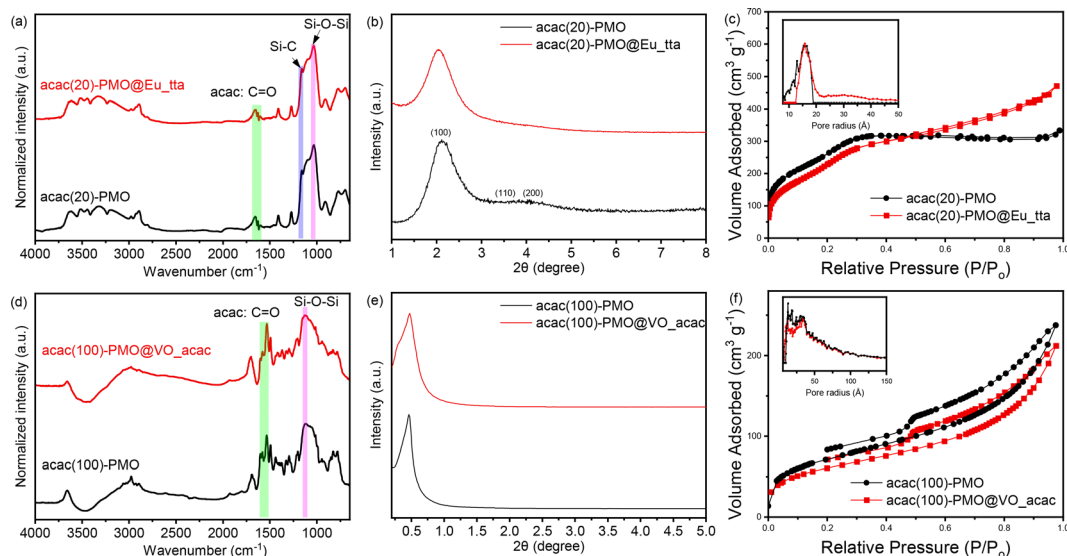 (a)
Si-O-Si
Si-C
acac: C=O
acac(20)-PMO@Eu_tta
acac(20)-PMO
Normalized intensity (a.u.)
4000 3500 3000 2500 2000 1500 1000
Wavenumber (cm-1)
(b)
acac(20)-PMO
acac(20)-PMO@Eu_tta
(100)
(110) (200)
Intensity (a.u.)
1 2 3 4 5 6 7 8
2θ (degree)
(c)
700
600
500
400
300
200
100
0
Volume Adsorbed (cm3 g-1)
10 20 30 40 50
Pore radius (Å)
acac(20)-PMO
acac(20)-PMO@Eu_tta
0.0 0.2 0.4 0.6 0.8 1.0
Relative Pressure (P/Po)
(d)
Si-O-Si
acac: C=O
acac(100)-PMO@VO_acac
acac(100)-PMO
Normalized intensity (a.u.)
4000 3500 3000 2500 2000 1500 1000
Wavenumber (cm-1)
(e)
acac(100)-PMO
acac(100)-PMO@VO_acac
Intensity (a.u.)
0.5 1.0 1.5 2.0 2.5 3.0 3.5 4.0 4.5 5.0
2θ (degree)
(f)
300
200
100
0
Volume Adsorbed (cm3 g-1)
50 100 150
Pore radius (Å)
acac(100)-PMO
acac(100)-PMO@VO_acac
0.0 0.2 0.4 0.6 0.8 1.0
Relative Pressure (P/Po)